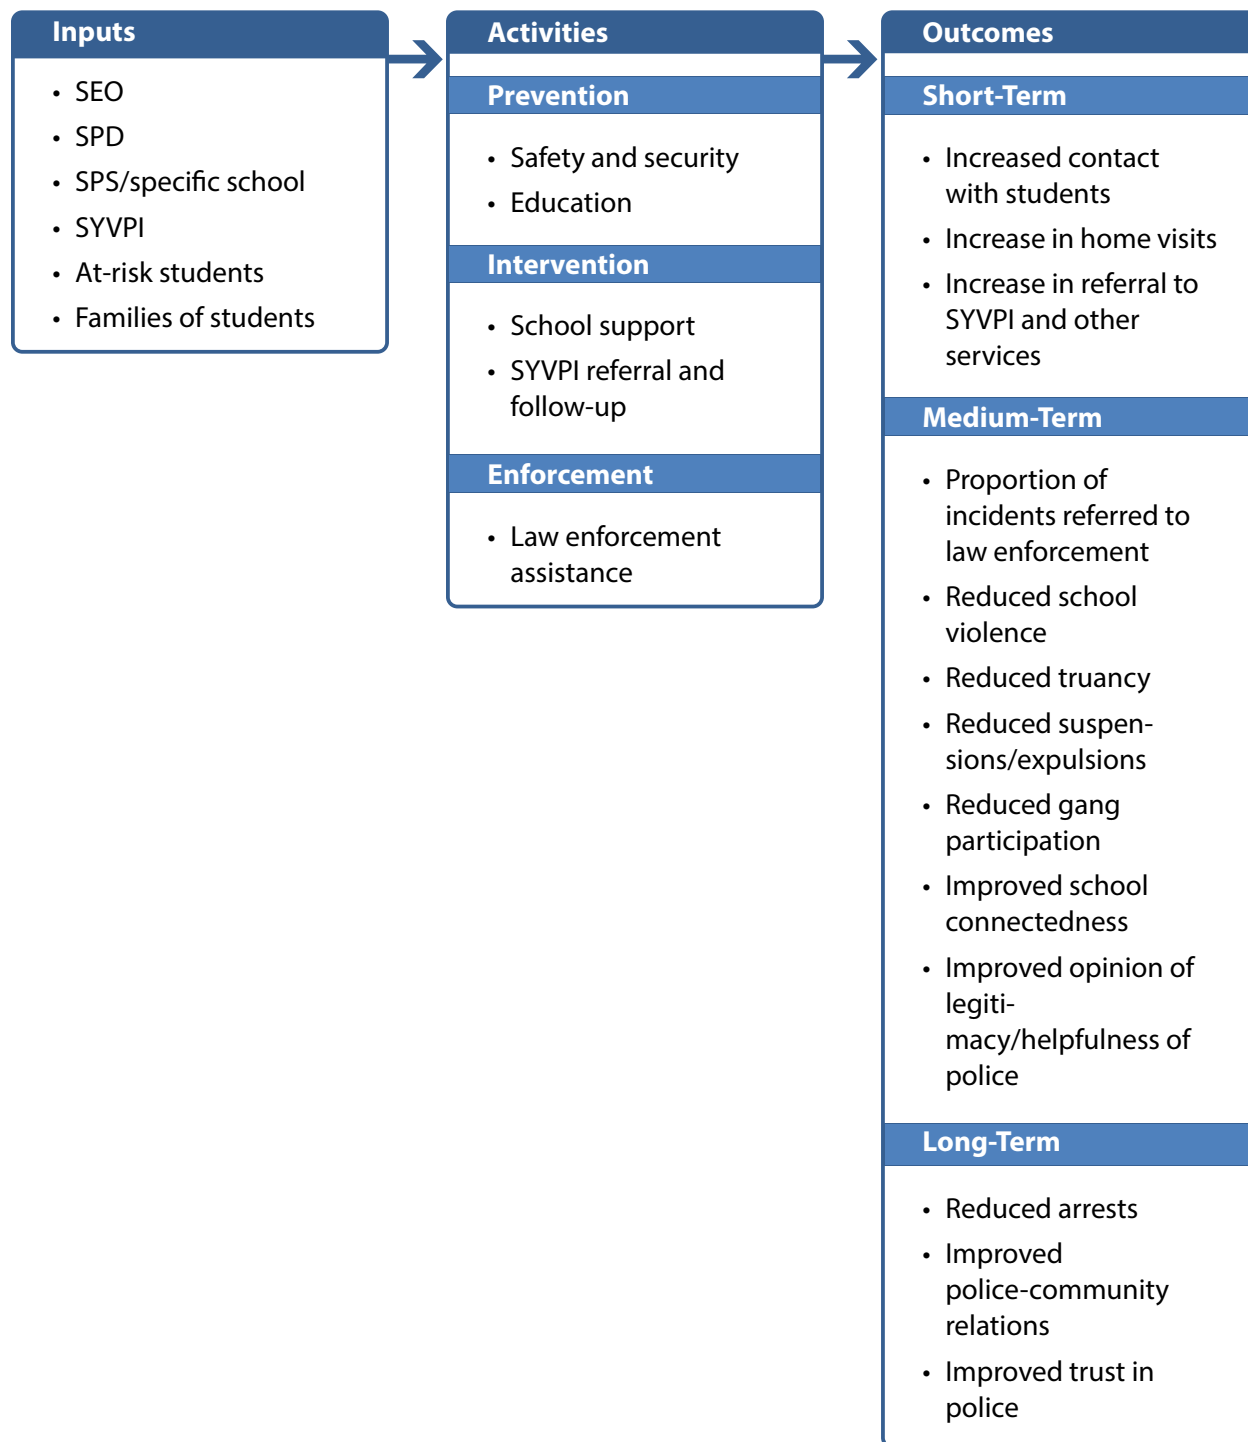 Inputs
• SEO
• SPD
• SPS/specific school
• SYVPI
• At-risk students
• Families of students
Activities
Prevention
• Safety and security
• Education
Intervention
• School support
• SYVPI referral and
follow-up
Enforcement
• Law enforcement
assistance
Outcomes
Short-Term
• Increased contact
with students
• Increase in home visits
• Increase in referral to
SYVPI and other
services
Medium-Term
• Proportion of
incidents referred to
law enforcement
• Reduced school
violence
• Reduced truancy
• Reduced suspen-
sions/expulsions
• Reduced gang
participation
• Improved school
connectedness
• Improved opinion of
legiti-
macy/helpfulness of
police
Long-Term
• Reduced arrests
• Improved
police-community
relations
• Improved trust in
police